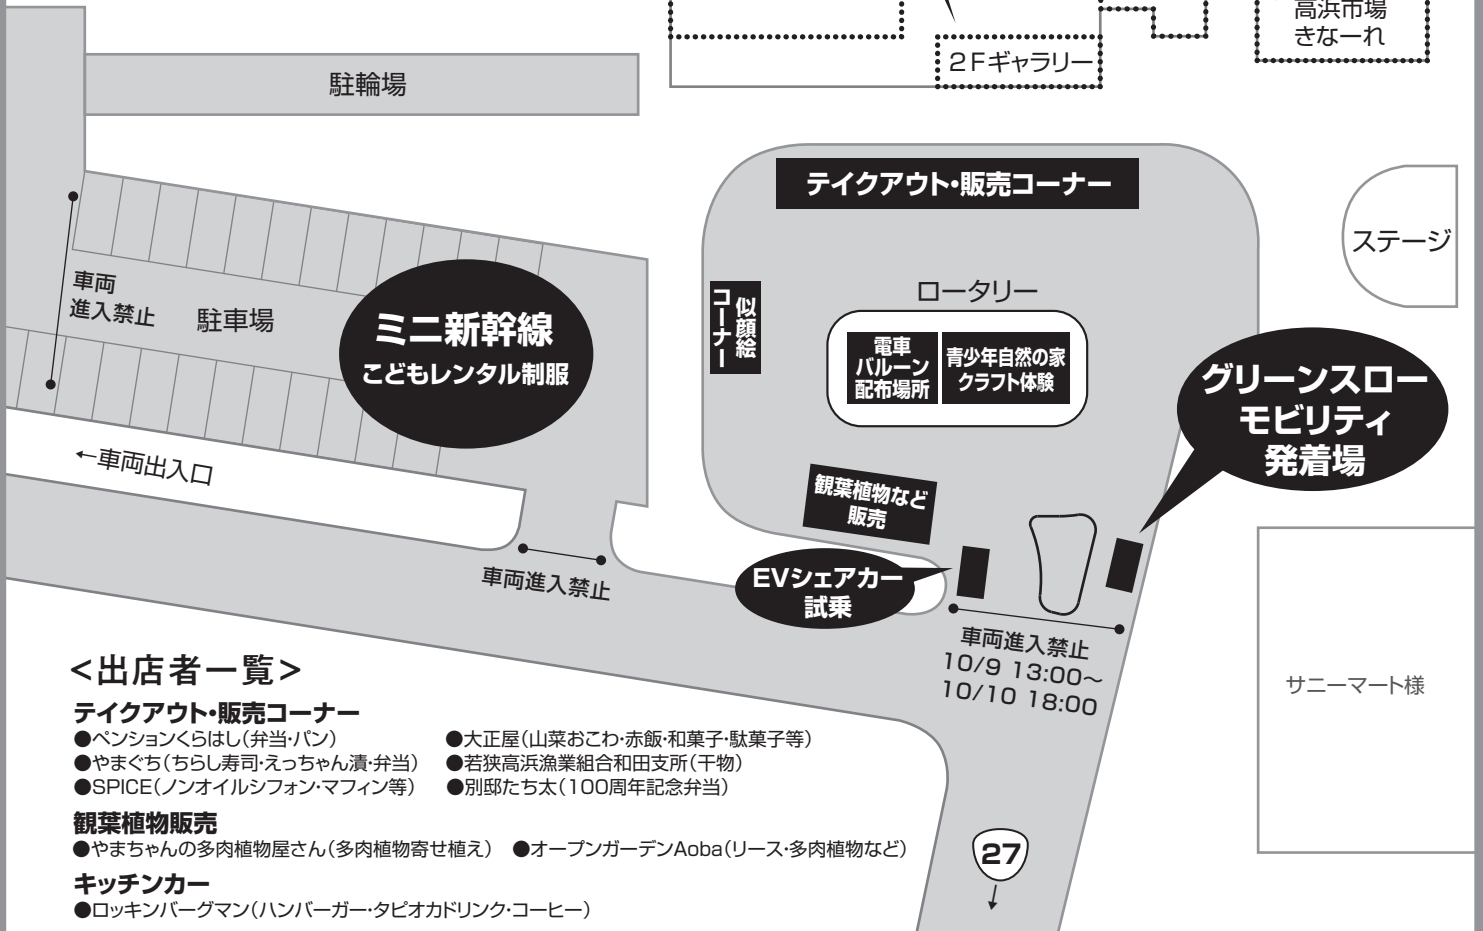 高浜市場
きなーれ
2Fギャラリー
駐輪場
テイクアウト・販売コーナー
ステージ
車両
進入禁止
駐車場
ミニ新幹線
こどもレンタル制服
似顔絵
コーナー
ロータリー
電車
バルーン
配布場所
青少年自然の家
クラフト体験
グリーンスロー
モビリティ
発着場
←車両出入口
観葉植物など
販売
車両進入禁止
EVシェアカー
試乗
車両進入禁止
10/9 13:00〜
10/10 18:00
サニーマート様
<出店者一覧>
テイクアウト・販売コーナー
●ペンションくらはし(弁当・パン)
●やまぐち(ちらし寿司・えっちゃん漬・弁当)
●SPICE(ノンオイルシフォン・マフィン等)
●大正屋(山菜おこわ・赤飯・和菓子・駄菓子等)
●若狭高浜漁業組合和田支所(干物)
●別邸たち太(100周年記念弁当)
観葉植物販売
●やまちゃんの多肉植物屋さん(多肉植物寄せ植え)
●オープンガーデンAoba(リース・多肉植物など)
キッチンカー
●ロッキンバーグマン(ハンバーガー・タピオカドリンク・コーヒー)
27